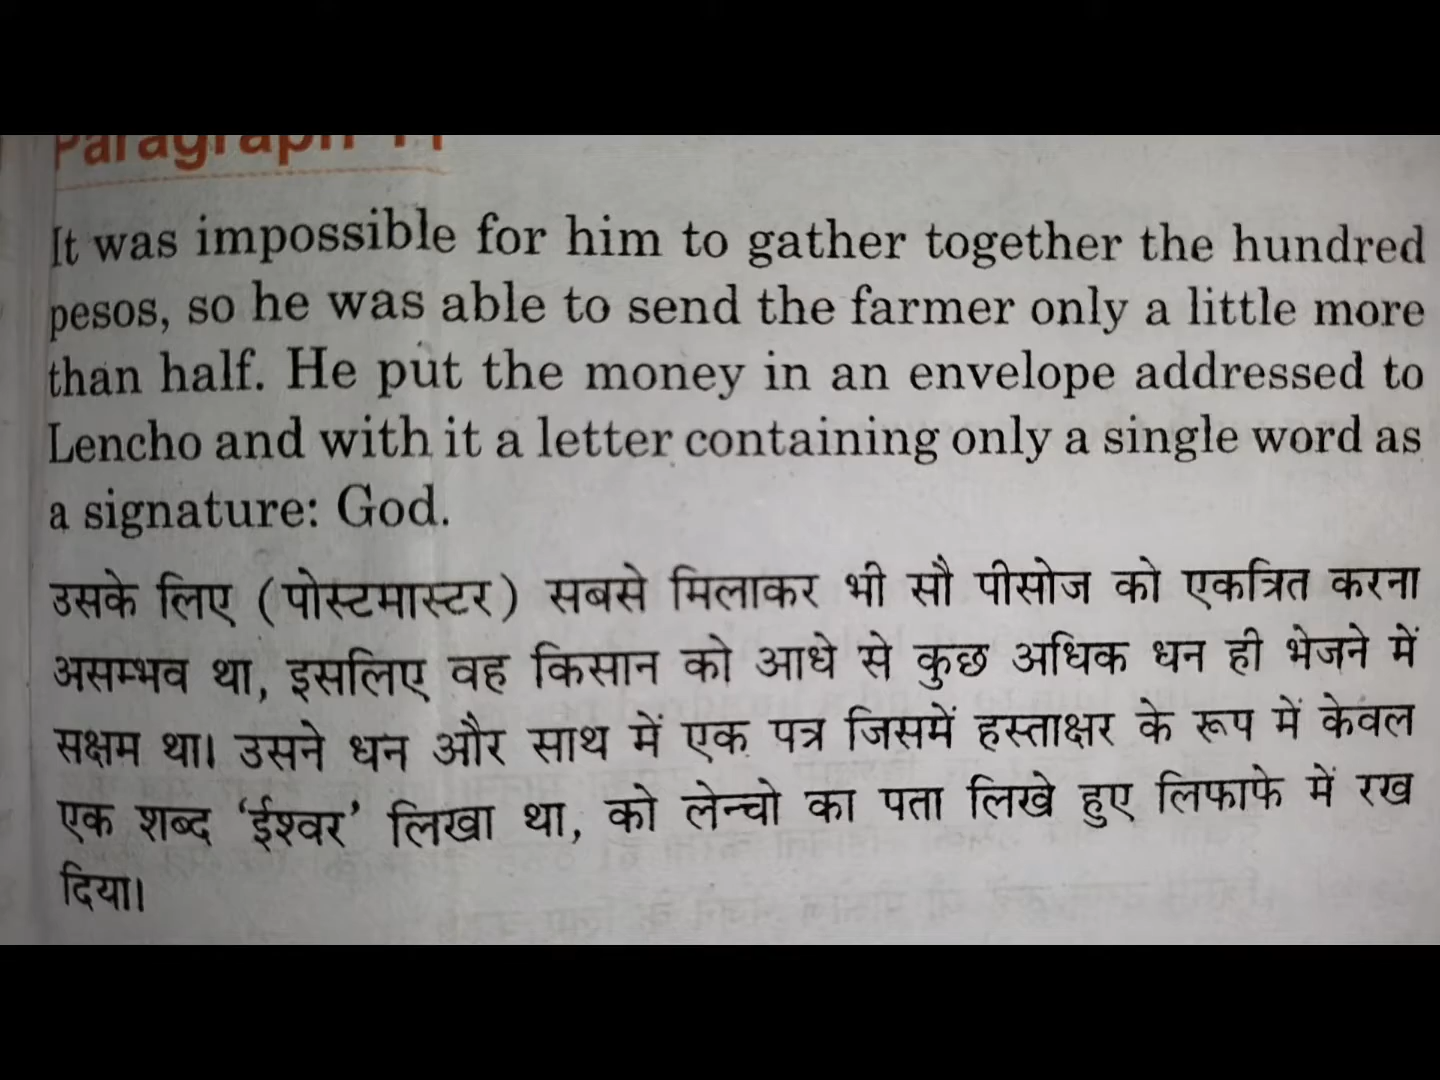 Paragraph 11
It was impossible for him to gather together the hundred
pesos, so he was able to send the farmer only a little more
than half. He put the money in an envelope addressed to
Lencho and with it a letter containing only a single word as
a signature: God.
उसके लिए (पोस्टमास्टर) सबसे मिलाकर भी सौ पीसोज को एकत्रित करना
असम्भव था, इसलिए वह किसान को आधे से कुछ अधिक धन ही भेजने में
सक्षम था। उसने धन और साथ में एक पत्र जिसमें हस्ताक्षर के रूप में केवल
एक शब्द ‘ईश्वर’ लिखा था, को लेन्चो का पता लिखे हुए लिफाफे में रख
दिया।